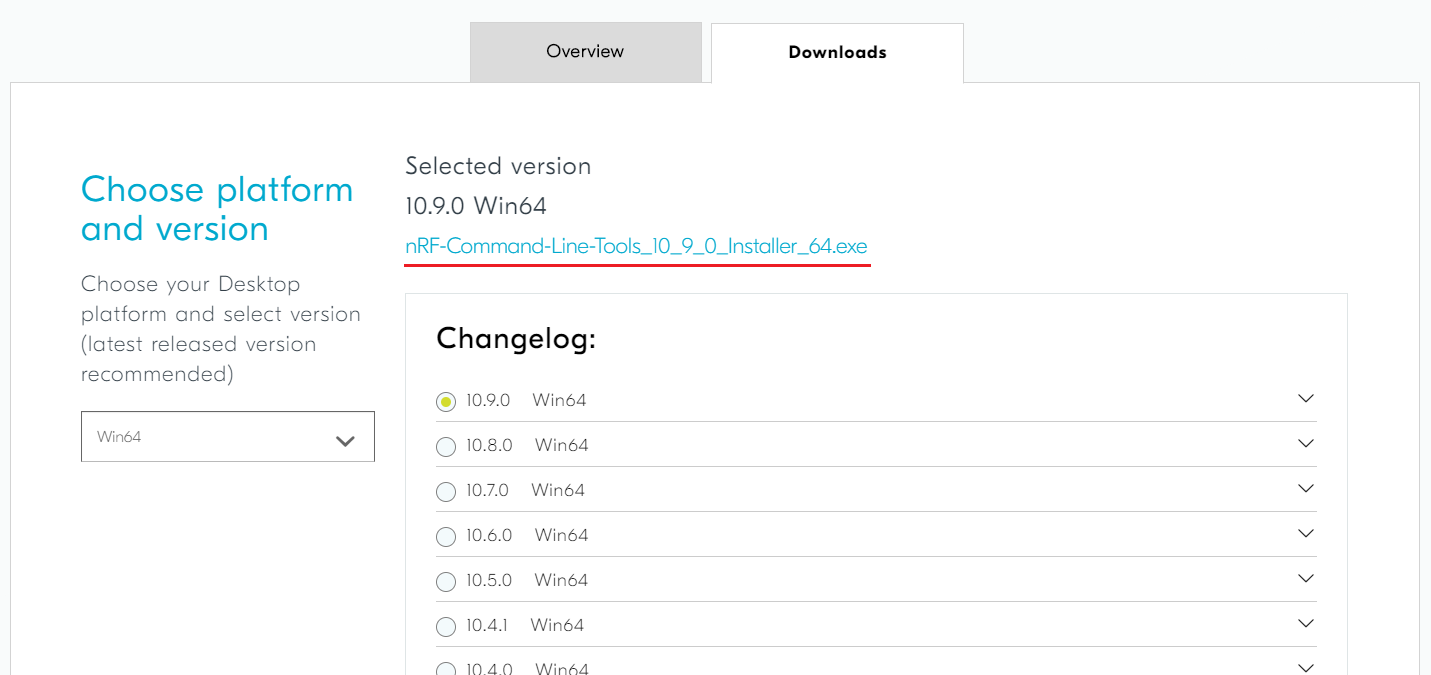 Overview
Downloads
Choose platform
and version
Choose your Desktop
platform and select version
(latest released version
recommended)
Win64
Selected version
10.9.0 Win64
nRF-Command-Line-Tools_10_9_0_Installer_64.exe
Changelog:
10.9.0 Win64
10.8.0 Win64
10.7.0 Win64
10.6.0 Win64
10.5.0 Win64
10.4.1 Win64
10.4.0 Win64